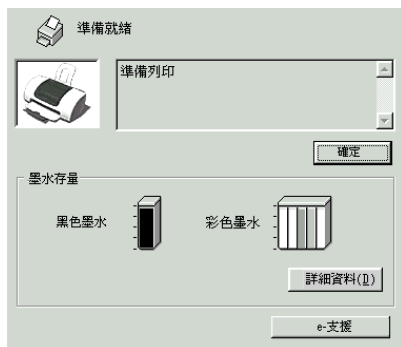 準備就緒
準備列印
確定
墨水存量
黑色墨水
彩色墨水
詳細資料(D)
e-支援